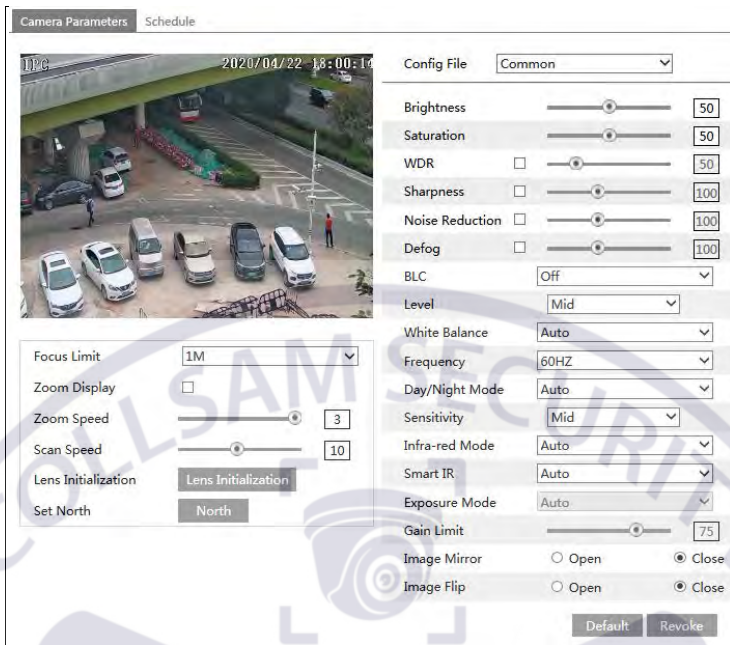 Camera Parameters Schedule
IPC 2020/04/22 18:00:14
Focus Limit 1M
Zoom Display
Zoom Speed 3
Scan Speed 10
Lens Initialization Lens Initialization
Set North North
Config File Common
Brightness 50
Saturation 50
WDR 50
Sharpness 100
Noise Reduction 100
Defog 100
BLC Off
Level Mid
White Balance Auto
Frequency 60HZ
Day/Night Mode Auto
Sensitivity Mid
Infra-red Mode Auto
Smart IR Auto
Exposure Mode Auto
Gain Limit 75
Image Mirror Open Close
Image Flip Open Close
Default Revoke
COLLSAM SECURITY